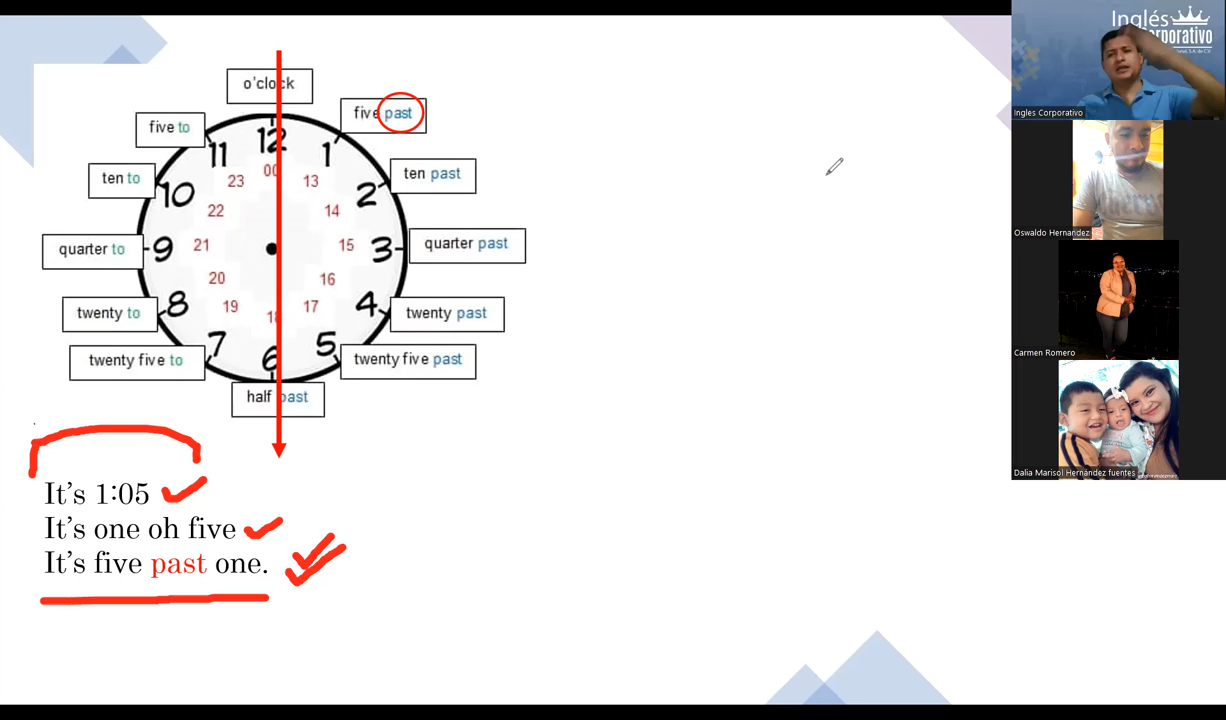 o'clock
five past
ten past
quarter past
twenty past
twenty five past
half past
twenty five to
twenty to
quarter to
ten to
five to
12
1
2
3
4
5
6
7
8
9
10
11
00
13
14
15
16
17
18
19
20
21
22
23
It's 1:05
It's one oh five
It's five past one.
Inglés
Corporativo
Ingles Corporativo
Oswaldo Hernandez
Carmen Romero
Dalia Marisol Hernández fuentes